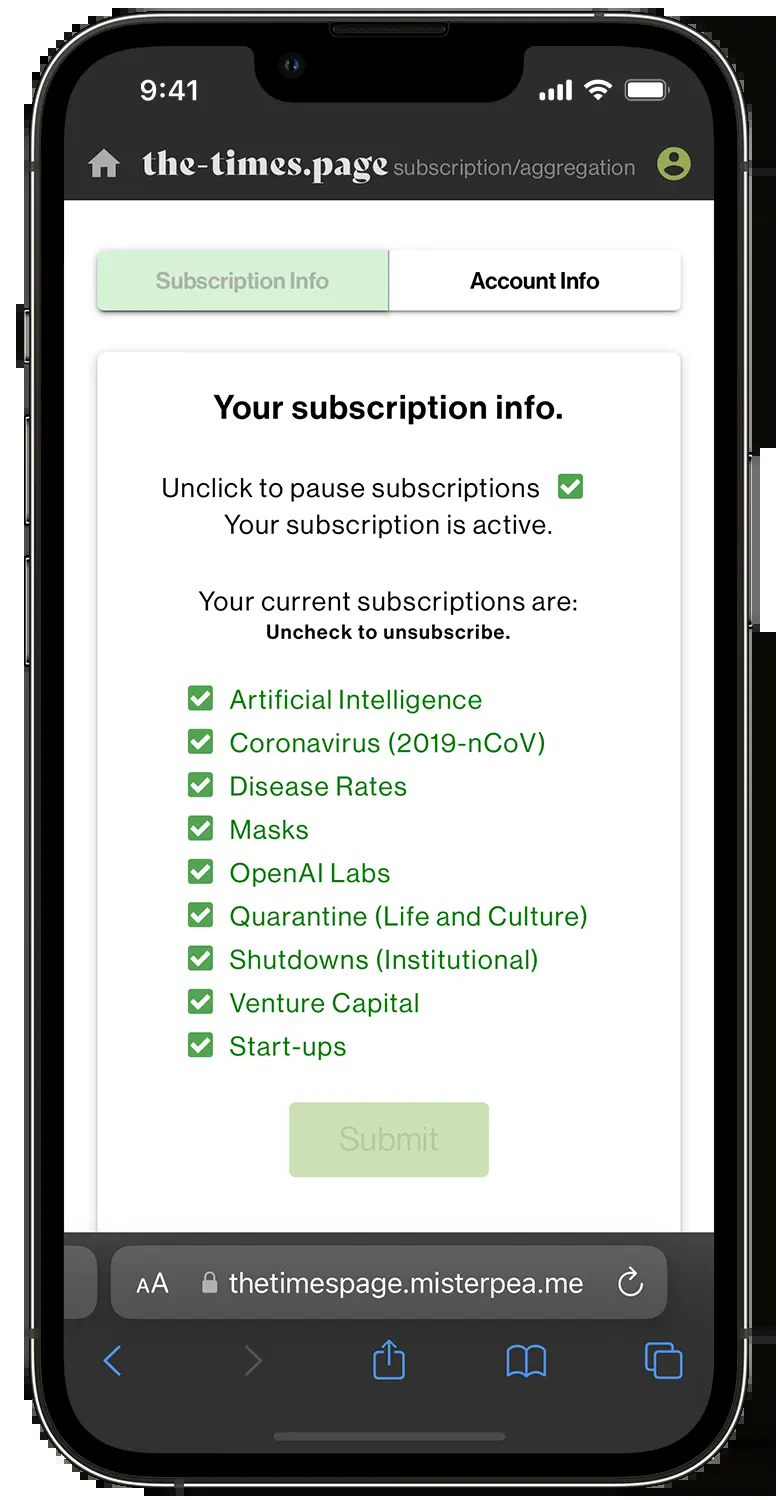 9:41
the-times.page subscription/aggregation
Subscription Info Account Info
Your subscription info.
Unclick to pause subscriptions
Your subscription is active.
Your current subscriptions are:
Uncheck to unsubscribe.
Artificial Intelligence
Coronavirus (2019-nCoV)
Disease Rates
Masks
OpenAI Labs
Quarantine (Life and Culture)
Shutdowns (Institutional)
Venture Capital
Start-ups
Submit
AA thetimespage.misterpea.me